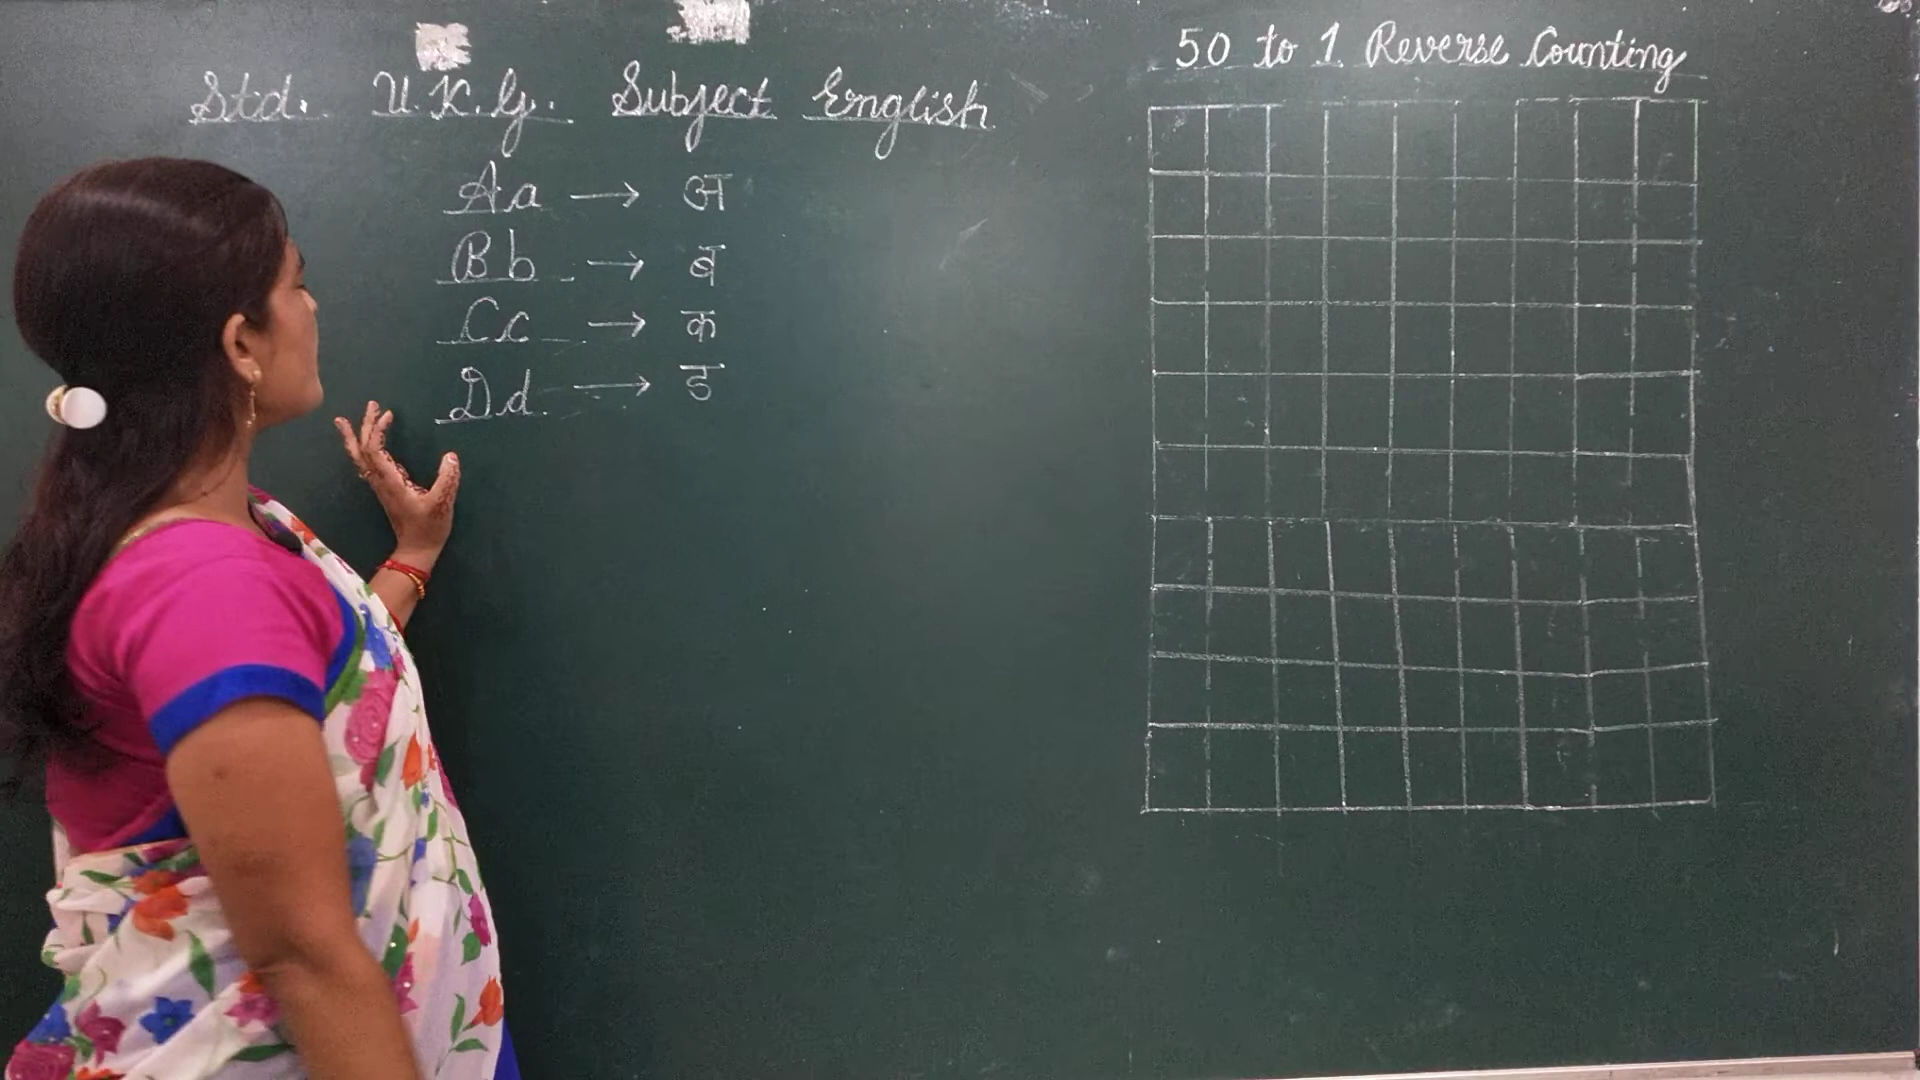 Std. U.K.G. Subject English
Aa → अ
Bb → ब
Cc → क
Dd. → ड
50 to 1 Reverse Counting